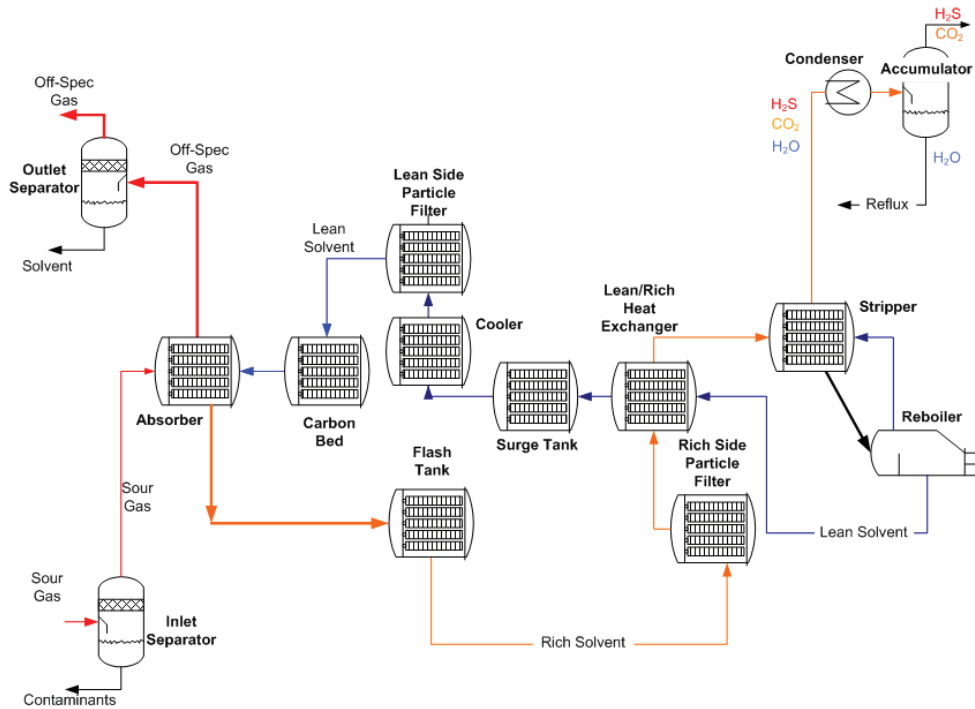 H₂S
CO₂
Condenser
Accumulator
Off-Spec
Gas
H₂S
CO₂
H₂O
Off-Spec
Gas
H₂O
Outlet
Separator
Lean Side
Particle
Filter
Reflux
Lean
Solvent
Solvent
Lean/Rich
Heat
Exchanger
Stripper
Cooler
Absorber
Carbon
Bed
Surge Tank
Reboiler
Flash
Tank
Rich Side
Particle
Filter
Sour
Gas
Lean Solvent
Sour
Gas
Inlet
Separator
Rich Solvent
Contaminants